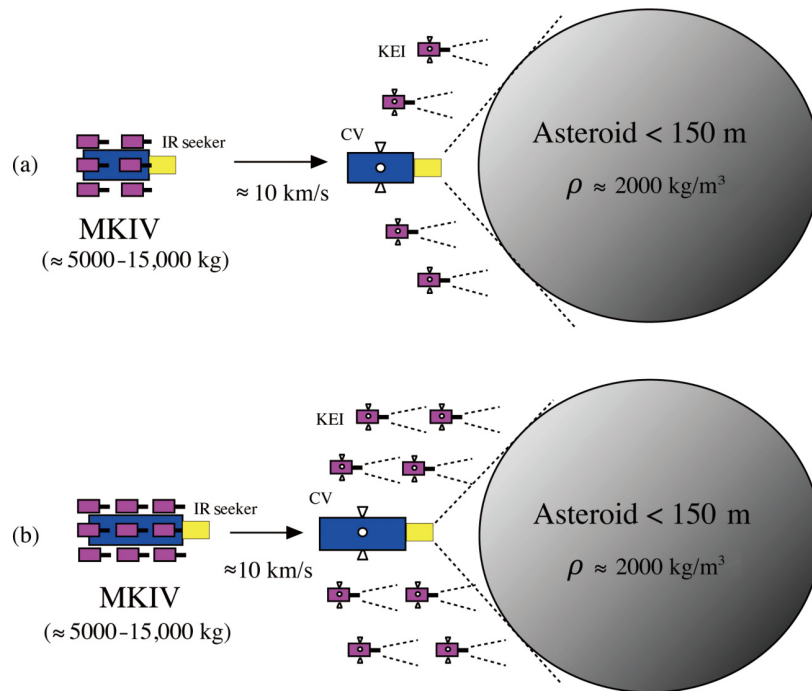 KEI
CV
IR seeker
(a)
≈ 10 km/s
MKIV
(≈ 5000–15,000 kg)
Asteroid < 150 m
ρ ≈ 2000 kg/m³
KEI
CV
IR seeker
(b)
≈10 km/s
MKIV
(≈ 5000–15,000 kg)
Asteroid < 150 m
ρ ≈ 2000 kg/m³